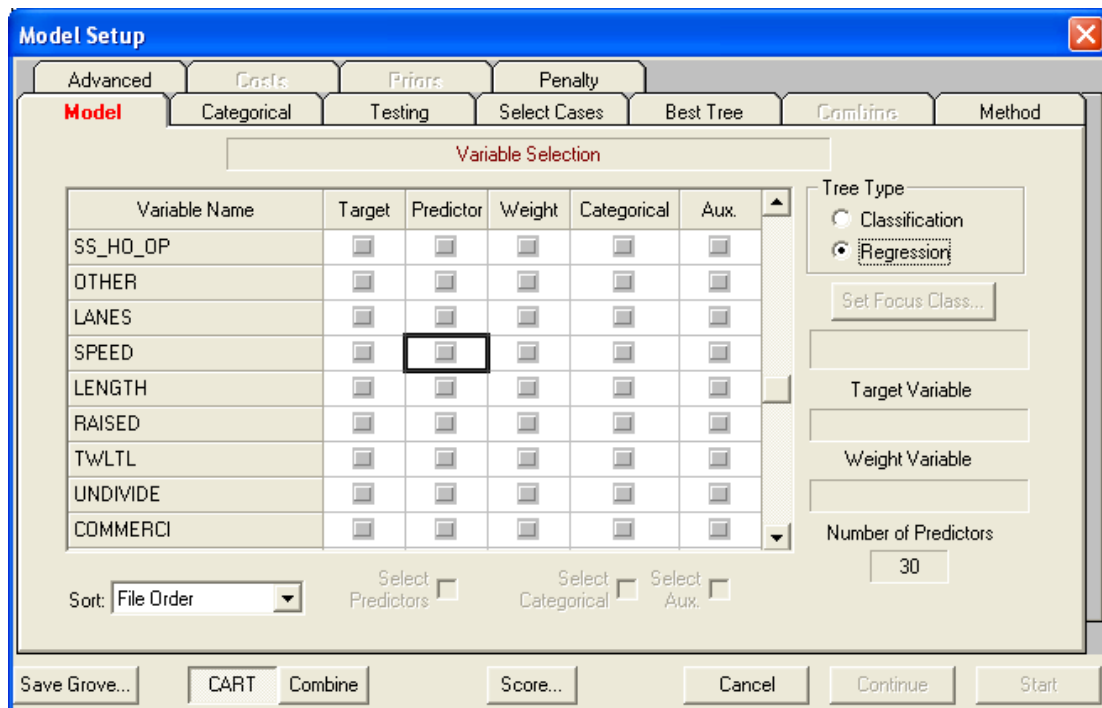 Model Setup
Advanced Costs Priors Penalty
Model Categorical Testing Select Cases Best Tree Combine Method
Variable Selection
Variable Name Target Predictor Weight Categorical Aux.
SS_HO_OP
OTHER
LANES
SPEED
LENGTH
RAISED
TWLTL
UNDIVIDE
COMMERCI
Sort: File Order
Select Predictors
Select Categorical
Select Aux.
Tree Type
Classification
Regression
Set Focus Class...
Target Variable
Weight Variable
Number of Predictors
30
Save Grove... CART Combine Score... Cancel Continue Start